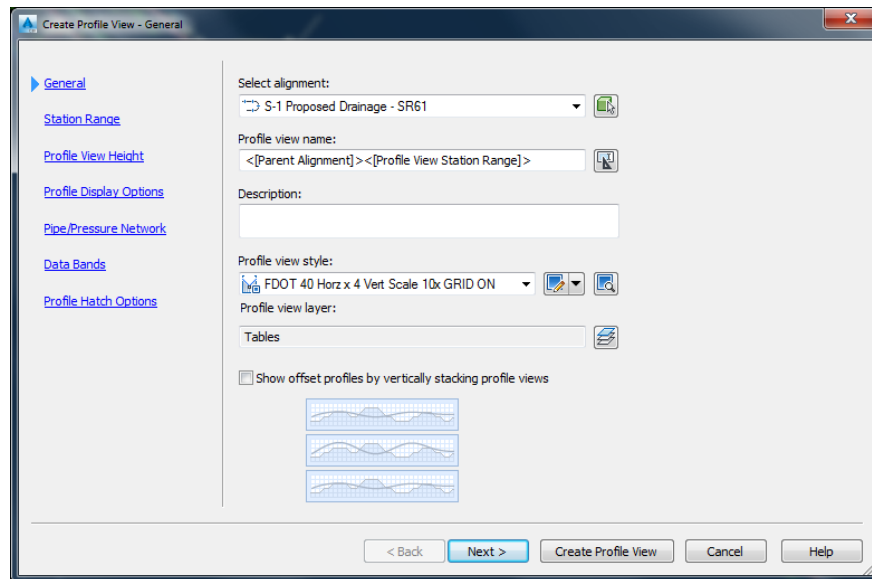 Create Profile View - General
General
Station Range
Profile View Height
Profile Display Options
Pipe/Pressure Network
Data Bands
Profile Hatch Options
Select alignment:
S-1 Proposed Drainage - SR61
Profile view name:
<[Parent Alignment]><[Profile View Station Range]>
Description:
Profile view style:
FDOT 40 Horz x 4 Vert Scale 10x GRID ON
Profile view layer:
Tables
Show offset profiles by vertically stacking profile views
< Back
Next >
Create Profile View
Cancel
Help